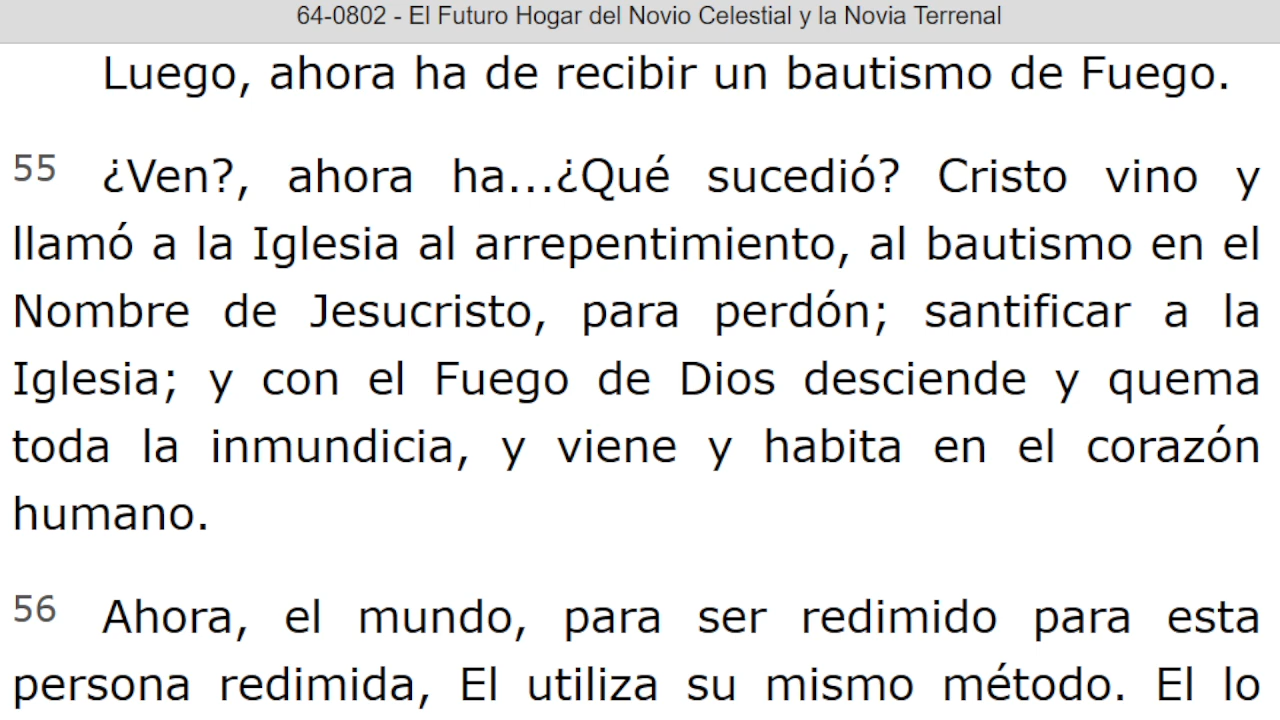 64-0802 - El Futuro Hogar del Novio Celestial y la Novia Terrenal
Luego, ahora ha de recibir un bautismo de Fuego.
55 ¿Ven?, ahora ha...¿Qué sucedió? Cristo vino y
llamó a la Iglesia al arrepentimiento, al bautismo en el
Nombre de Jesucristo, para perdón; santificar a la
Iglesia; y con el Fuego de Dios desciende y quema
toda la inmundicia, y viene y habita en el corazón
humano.
56 Ahora, el mundo, para ser redimido para esta
persona redimida, El utiliza su mismo método. El lo